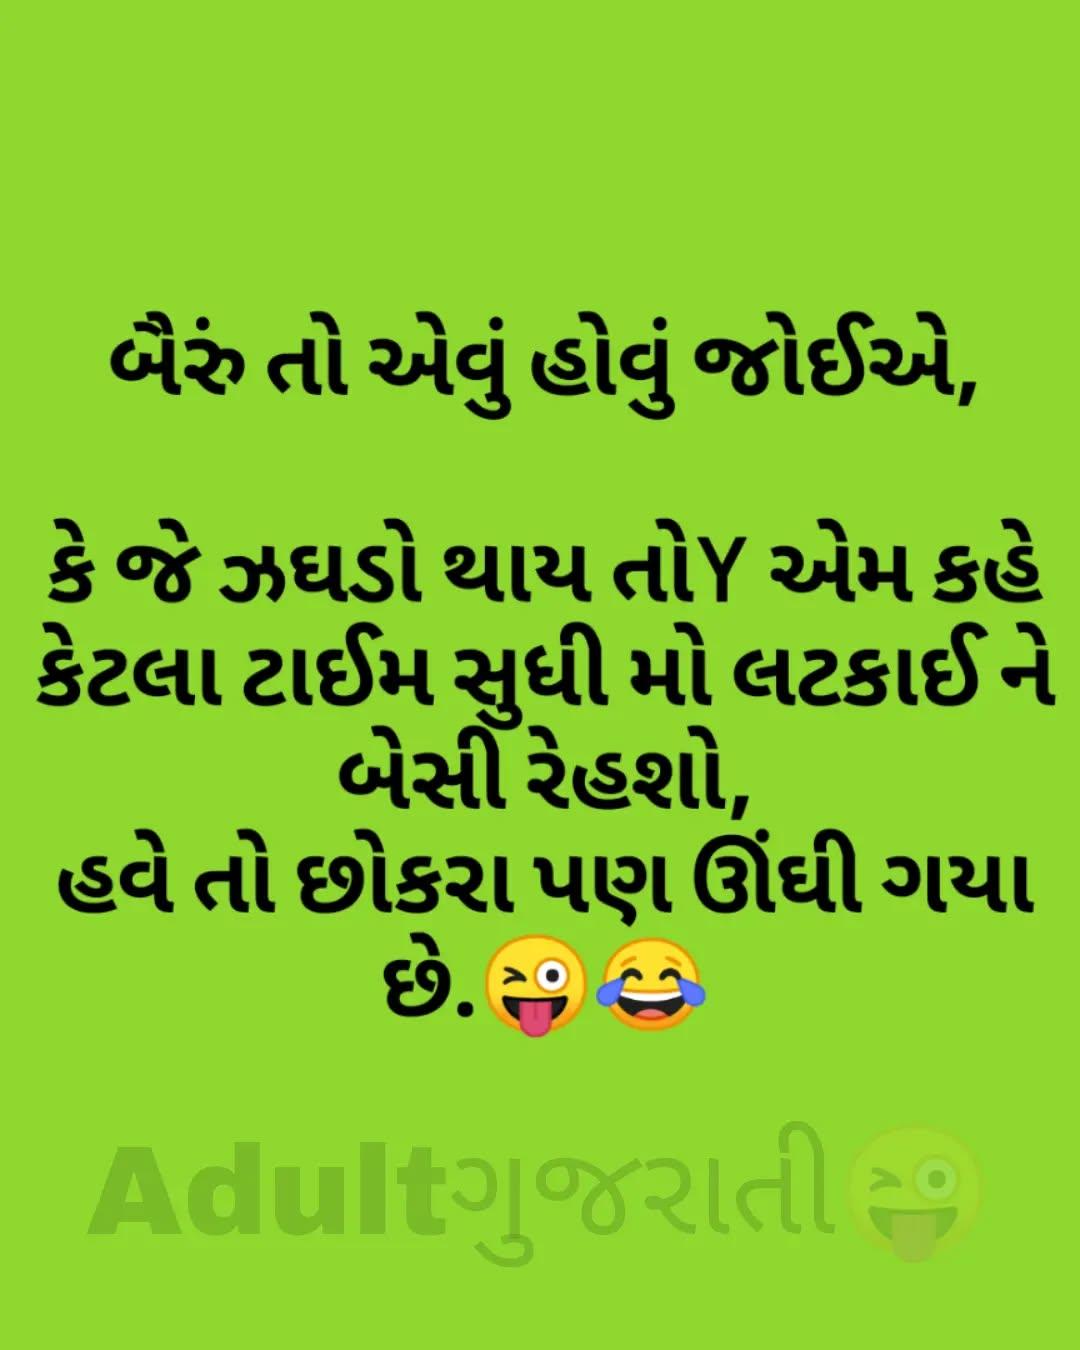 બૈરું તો એવું હોવું જોઈએ,
કે જે ઝઘડો થાય તોY એમ કહે
કેટલા ટાઈમ સુધી મો લટકાઈ ને
બેસી રેહશો,
હવે તો છોકરા પણ ઊંઘી ગયા
છે.😜😂
Adultગુજરાતી😜